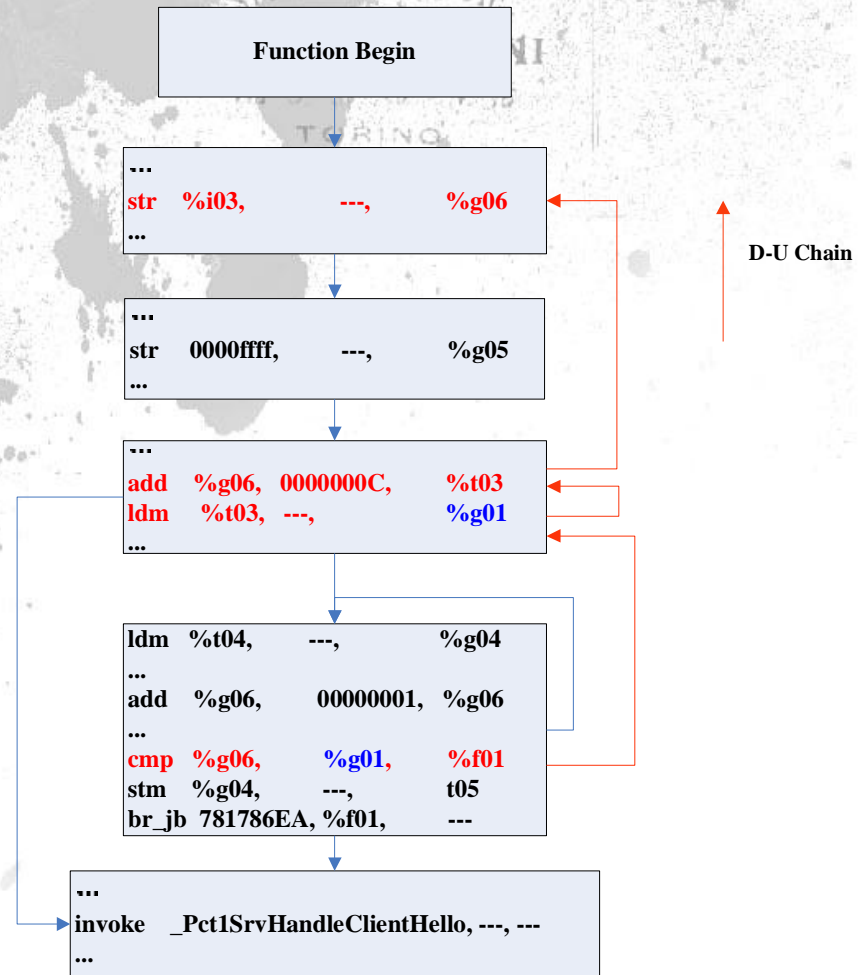 Function Begin
TORINO
...
str %i03, ---, %g06
...
D-U Chain
...
str 0000ffff, ---, %g05
...
...
add %g06, 0000000C, %t03
ldm %t03, ---, %g01
...
ldm %t04, ---, %g04
...
add %g06, 00000001, %g06
...
cmp %g06, %g01, %f01
stm %g04, ---, t05
br_jb 781786EA, %f01, ---
...
invoke _Pct1SrvHandleClientHello, ---, ---
...